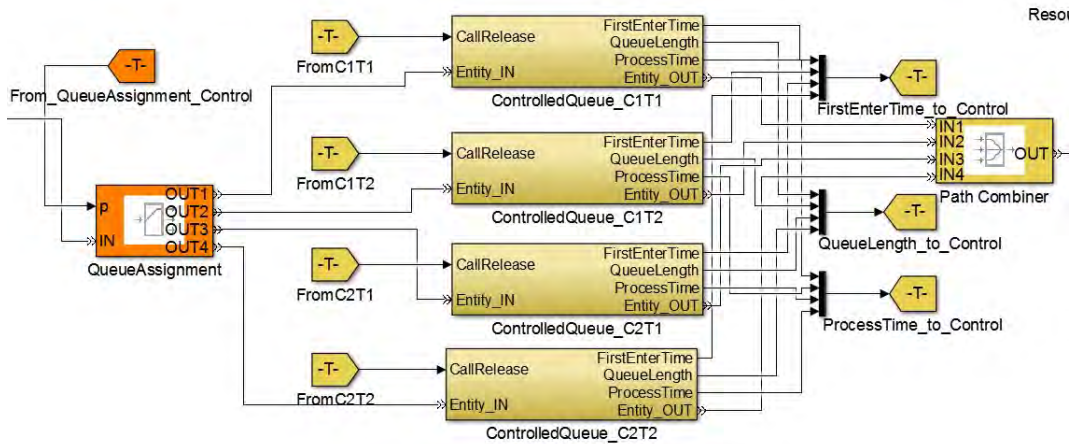 Resou
-T-
From_QueueAssignment_Control
p
IN
OUT1
OUT2
OUT3
OUT4
QueueAssignment
-T-
FromC1T1
CallRelease
Entity_IN
FirstEnterTime
QueueLength
ProcessTime
Entity_OUT
ControlledQueue_C1T1
-T-
FromC1T2
CallRelease
Entity_IN
FirstEnterTime
QueueLength
ProcessTime
Entity_OUT
ControlledQueue_C1T2
-T-
FromC2T1
CallRelease
Entity_IN
FirstEnterTime
QueueLength
ProcessTime
Entity_OUT
ControlledQueue_C2T1
-T-
FromC2T2
CallRelease
Entity_IN
FirstEnterTime
QueueLength
ProcessTime
Entity_OUT
ControlledQueue_C2T2
-T-
FirstEnterTime_to_Control
IN1
IN2
IN3
IN4
OUT
Path Combiner
-T-
QueueLength_to_Control
-T-
ProcessTime_to_Control